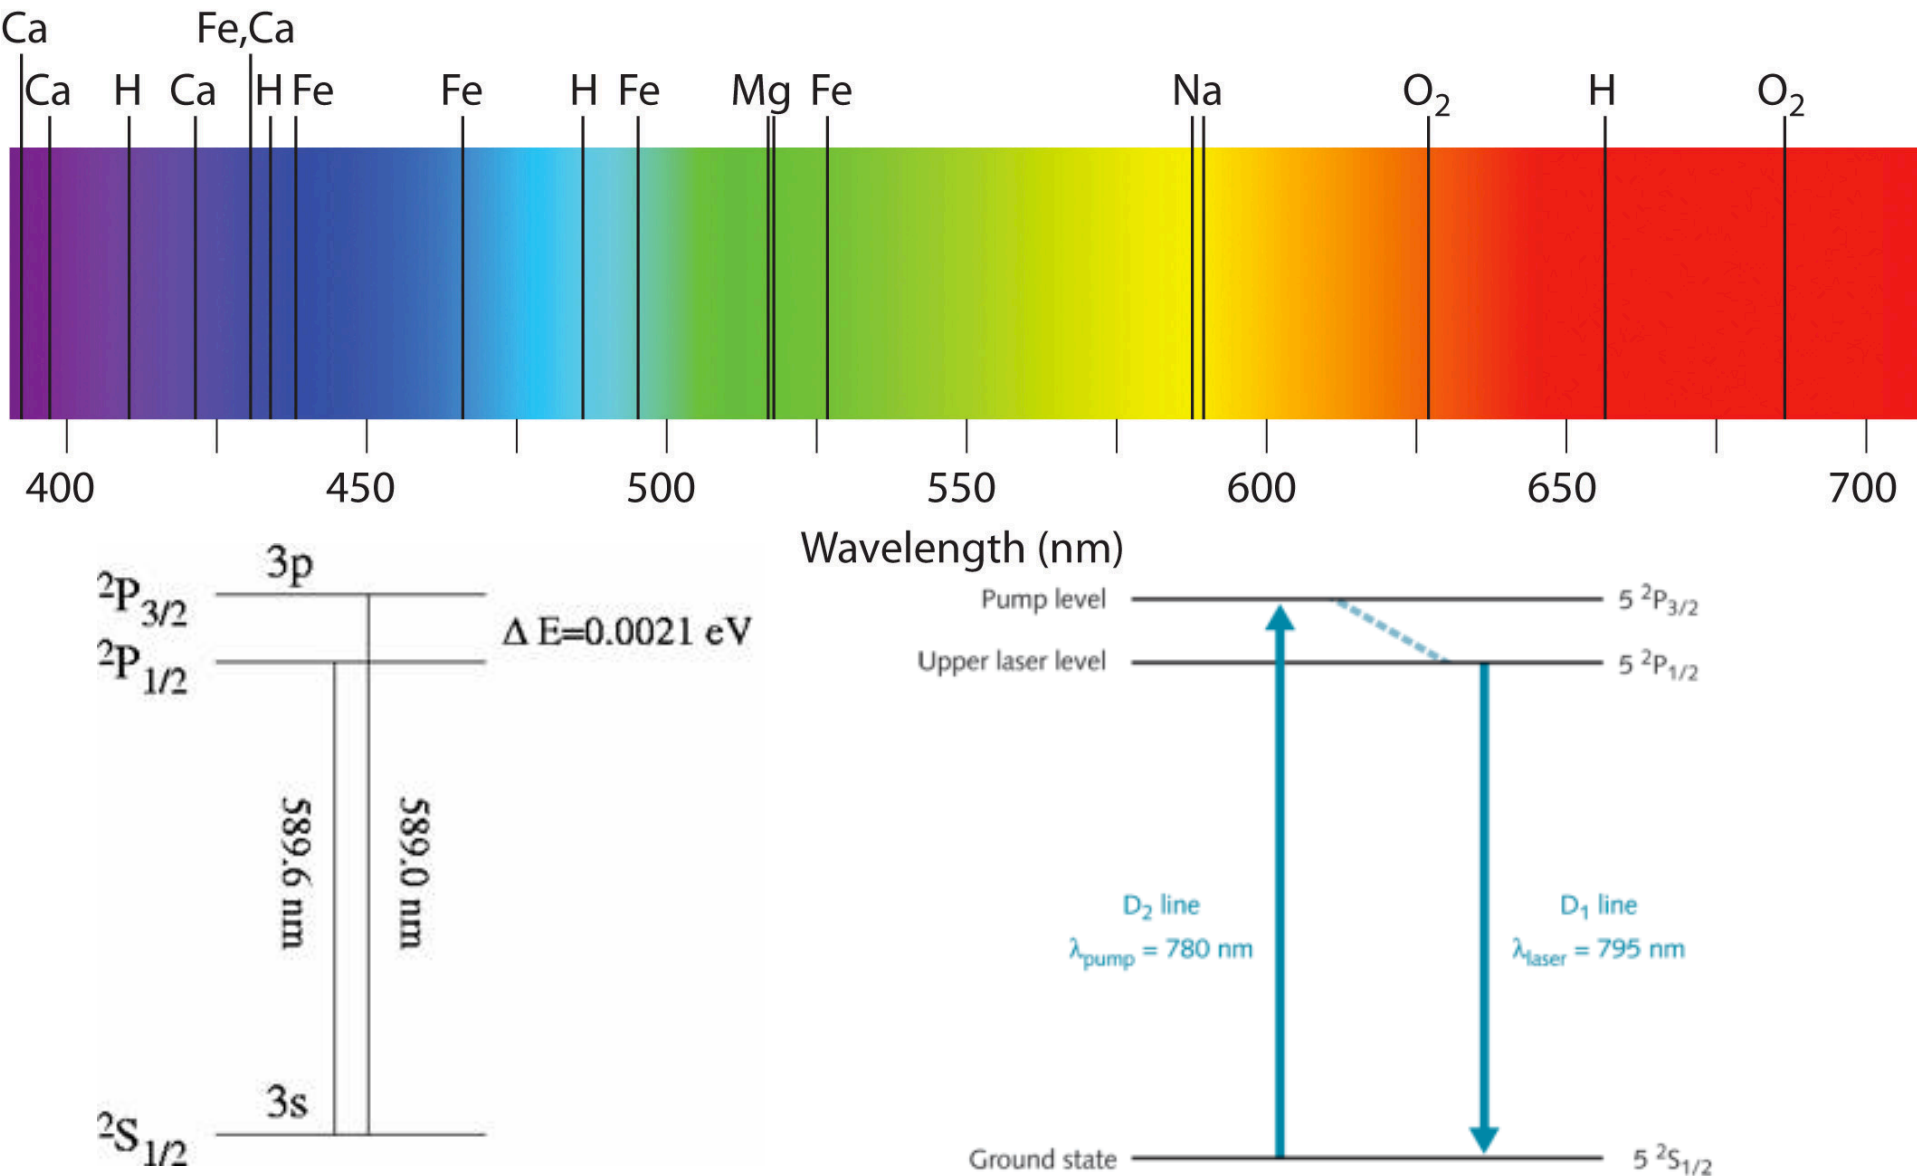 Ca Fe,Ca
Ca H Ca H Fe Fe H Fe Mg Fe Na O₂ H O₂
400 450 500 550 600 650 700
Wavelength (nm)
3p
²P3/2
ΔE=0.0021 eV
²P1/2
589.6 nm
589.0 nm
3s
²S1/2
Pump level 5 ²P3/2
Upper laser level 5 ²P1/2
D₂ line
λpump = 780 nm
D₁ line
λlaser = 795 nm
Ground state 5 ²S1/2